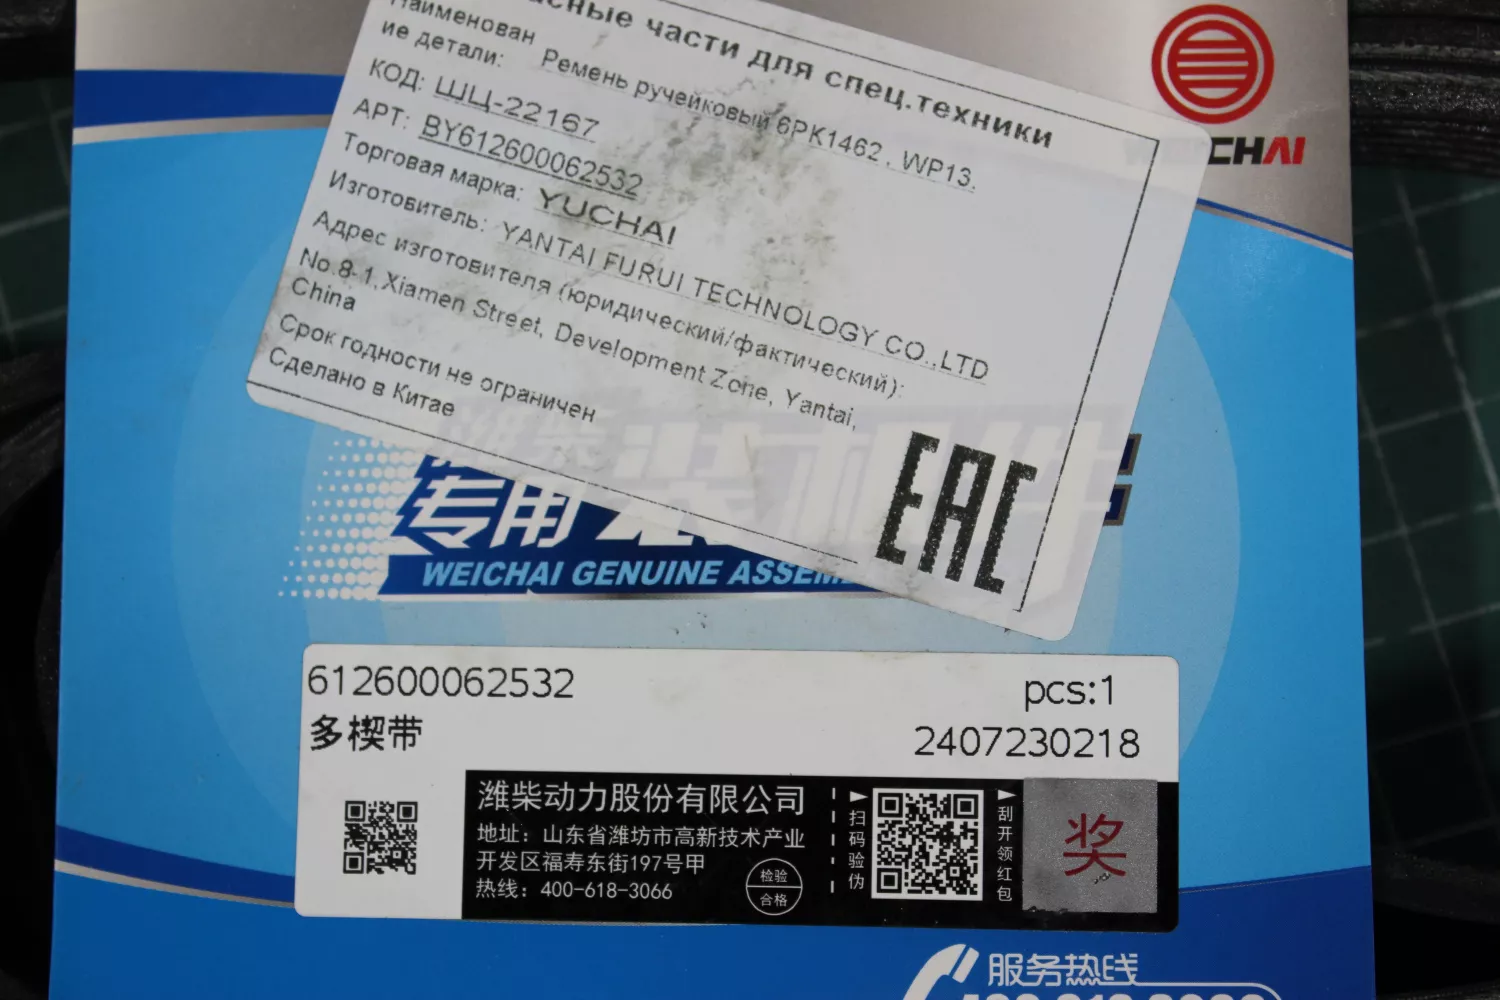 асные части для спец.техники
Наименован
ие детали:
Ремень ручейковый 6PK1462 , WP13.
КОД: ШЦ-22167
АРТ: BY612600062532
Торговая марка: YUCHAI
Изготовитель: YANTAI FURUI TECHNOLOGY CO.,LTD
Адрес изготовителя (юридический/фактический):
No.8-1,Xiamen Street, Development Zone, Yantai,
China
Срок годности не ограничен
Сделано в Китае
EAC
CHAI
专用
WEICHAI GENUINE ASSEM
612600062532
pcs:1
多楔带
2407230218
潍柴动力股份有限公司
地址：山东省潍坊市高新技术产业
开发区福寿东街197号甲
热线：400-618-3066
检验
合格
扫码验伪
刮开领红包
奖
服务热线